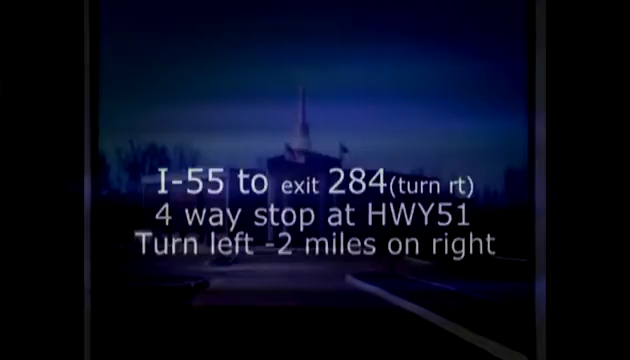 I-55 to exit 284(turn rt)
4 way stop at HWY51
Turn left -2 miles on right